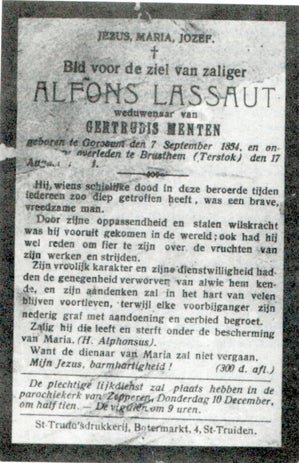 JEZUS, MARIA, JOZEF.
†
Bid voor de ziel van zaliger
ALFONS LASSAUT
weduwenaar van
GERTRUDIS MENTEN
geboren te Gorssum den 7 September 1834, en
overleden te Brusthem (Terstok) den 17
Hij, wiens schielijke dood in deze beroerde tijden
iedereen zoo diep getroffen heeft, was een brave,
vreedzame man.
Door zijne oppassendheid en stalen wilskracht
was hij vooruit gekomen in de wereld; ook had hij
wel reden om fier te zijn over de vruchten van
zijn werken en strijden.
Zijn vroolijk karakter en zijne dienstwilligheid had-
den de genegenheid verworven van alwie hem ken-
de, en zijn aandenken zal in het hart van velen
blijven voortleven, terwijl elke voorbijganger zijn
nederig graf met aandoening en eerbied begroet.
Zalig hij die leeft en sterft onder de bescherming
van Maria. (H. Alphonsus).
Want de dienaar van Maria zal niet vergaan.
Mijn Jezus, barmhartigheid! (300 d. afl.)
De plechtige lijkdienst zal plaats hebben in de
parochiekerk van Zepperen, Donderdag 10 December,
om half tien. — De vigiliën om 9 uren.
St-Trudo'sdrukkerij, Botermarkt, 4, St-Truiden.